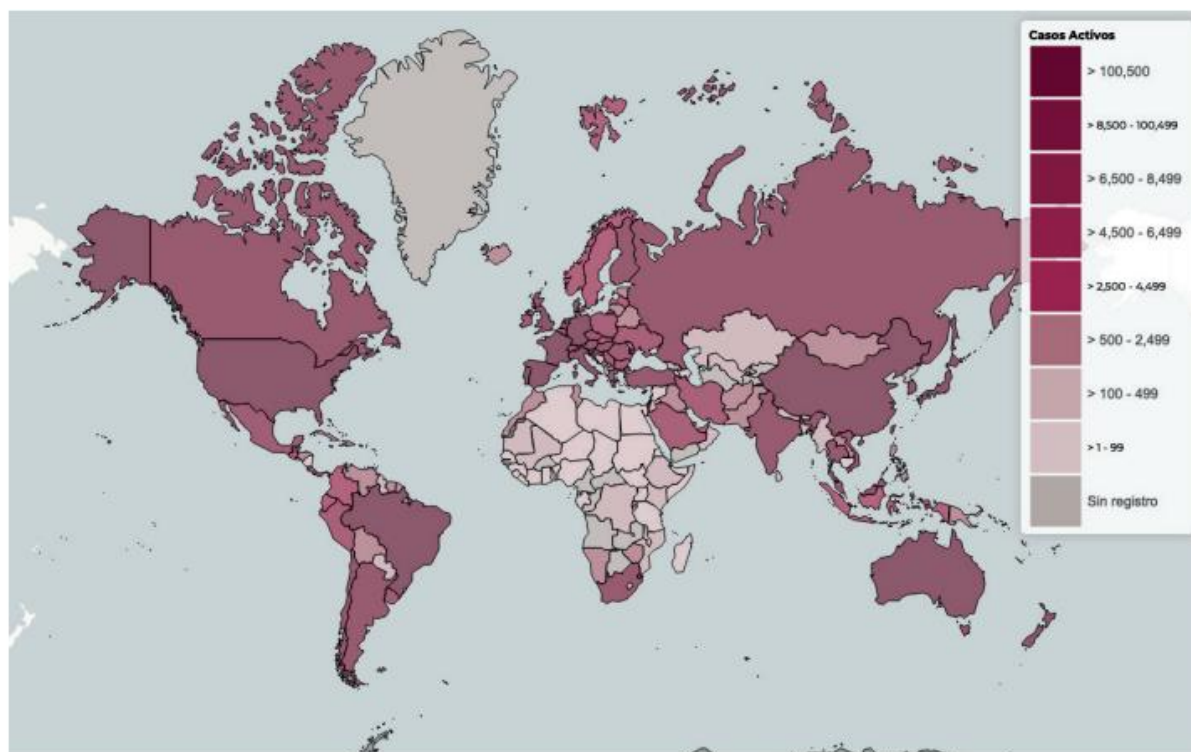 Casos Activos
> 100,500
> 8,500 - 100,499
> 6,500 - 8,499
> 4,500 - 6,499
> 2,500 - 4,499
> 500 - 2,499
> 100 - 499
> 1 - 99
Sin registro